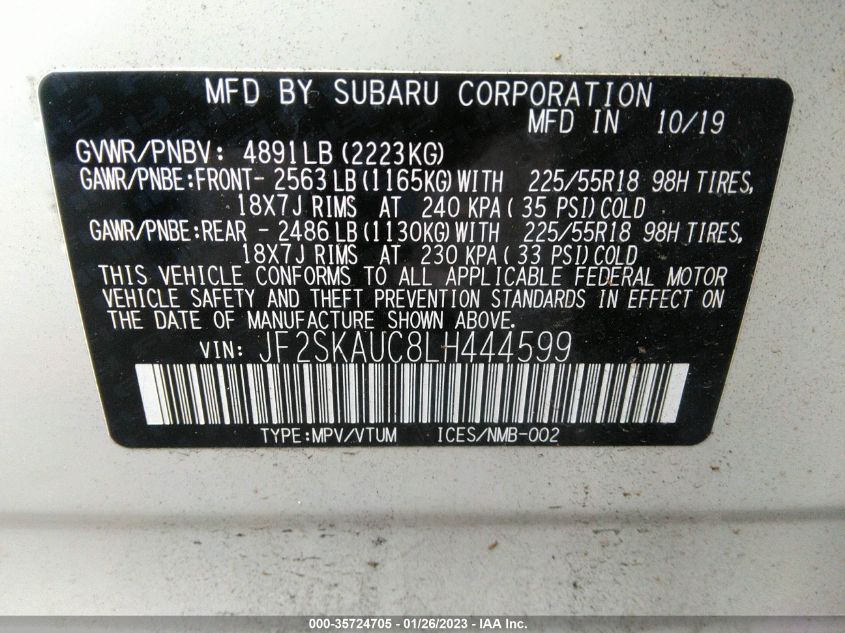 MFD BY SUBARU CORPORATION
MFD IN 10/19
GVWR/PNBV: 4891LB (2223KG)
GAWR/PNBE:FRONT- 2563 LB (1165KG) WITH 225/55R18 98H TIRES,
18X7J RIMS AT 240 KPA ( 35 PSI) COLD
GAWR/PNBE:REAR - 2486 LB (1130KG) WITH 225/55R18 98H TIRES,
18X7J RIMS AT 230 KPA ( 33 PSI) COLD
THIS VEHICLE CONFORMS TO ALL APPLICABLE FEDERAL MOTOR
VEHICLE SAFETY AND THEFT PREVENTION STANDARDS IN EFFECT ON
THE DATE OF MANUFACTURE SHOWN ABOVE.
VIN: JF2SKAUC8LH444599
TYPE:MPV/VTUM ICES/NMB-002
000-35724705 - 01/26/2023 - IAA Inc.